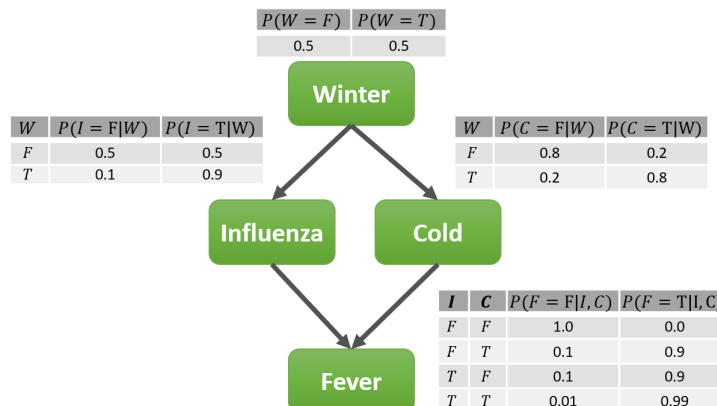 P(W = F) P(W = T)
0.5 0.5
Winter
W P(I = F|W) P(I = T|W)
F 0.5 0.5
T 0.1 0.9
W P(C = F|W) P(C = T|W)
F 0.8 0.2
T 0.2 0.8
Influenza
Cold
I C P(F = F|I, C) P(F = T|I, C)
F F 1.0 0.0
F T 0.1 0.9
T F 0.1 0.9
T T 0.01 0.99
Fever